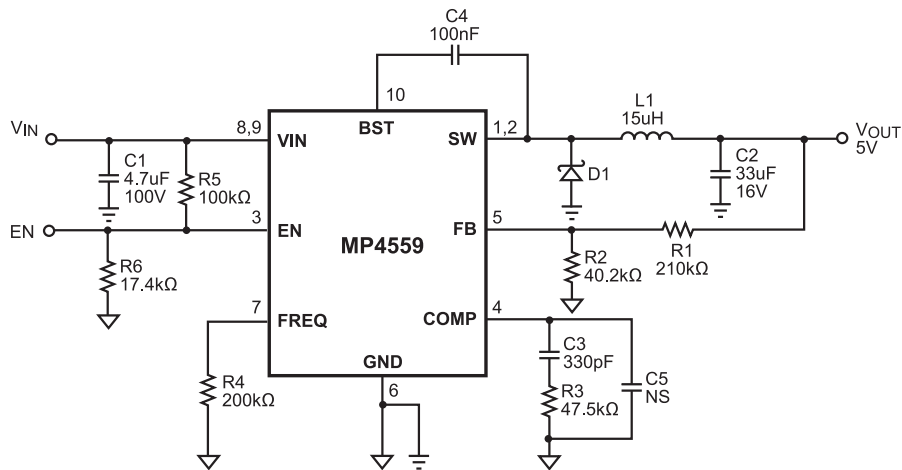 C4
100nF
10
BST
VIN
8,9
VIN
SW
1,2
L1
15uH
VOUT
5V
C1
4.7uF
100V
R5
100kΩ
D1
C2
33uF
16V
EN
3
EN
MP4559
FB
5
R1
210kΩ
R2
40.2kΩ
R6
17.4kΩ
7
FREQ
COMP
4
GND
6
R4
200kΩ
C3
330pF
R3
47.5kΩ
C5
NS